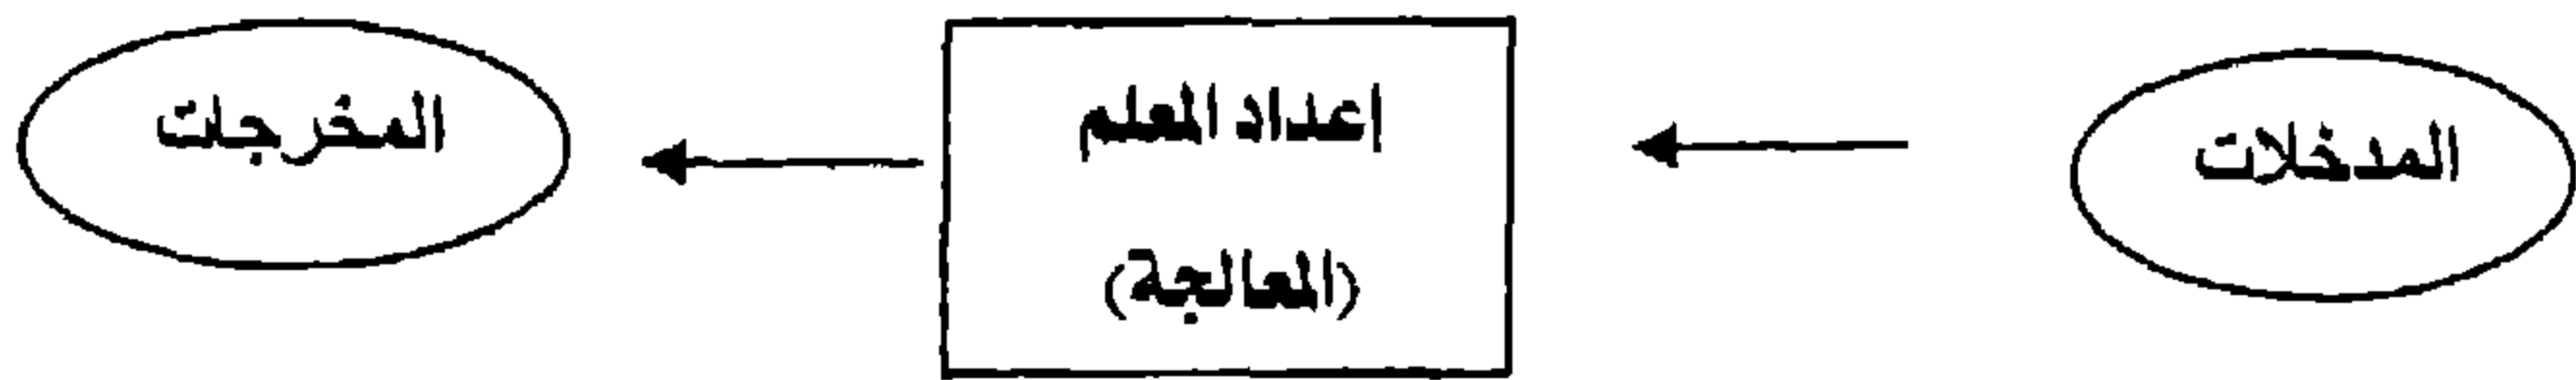 المدخلات
إعداد المعلم
(المعالجة)
المخرجات